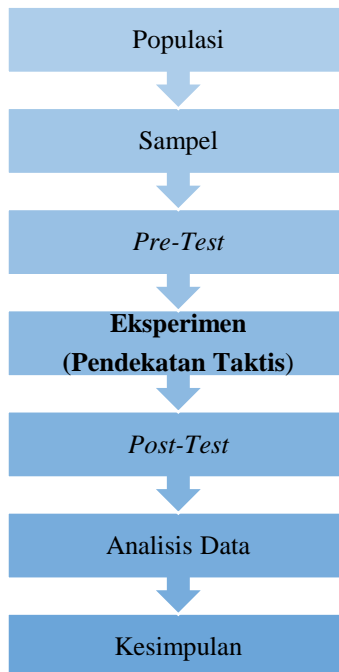 Populasi
Sampel
Pre-Test
Eksperimen
(Pendekatan Taktis)
Post-Test
Analisis Data
Kesimpulan